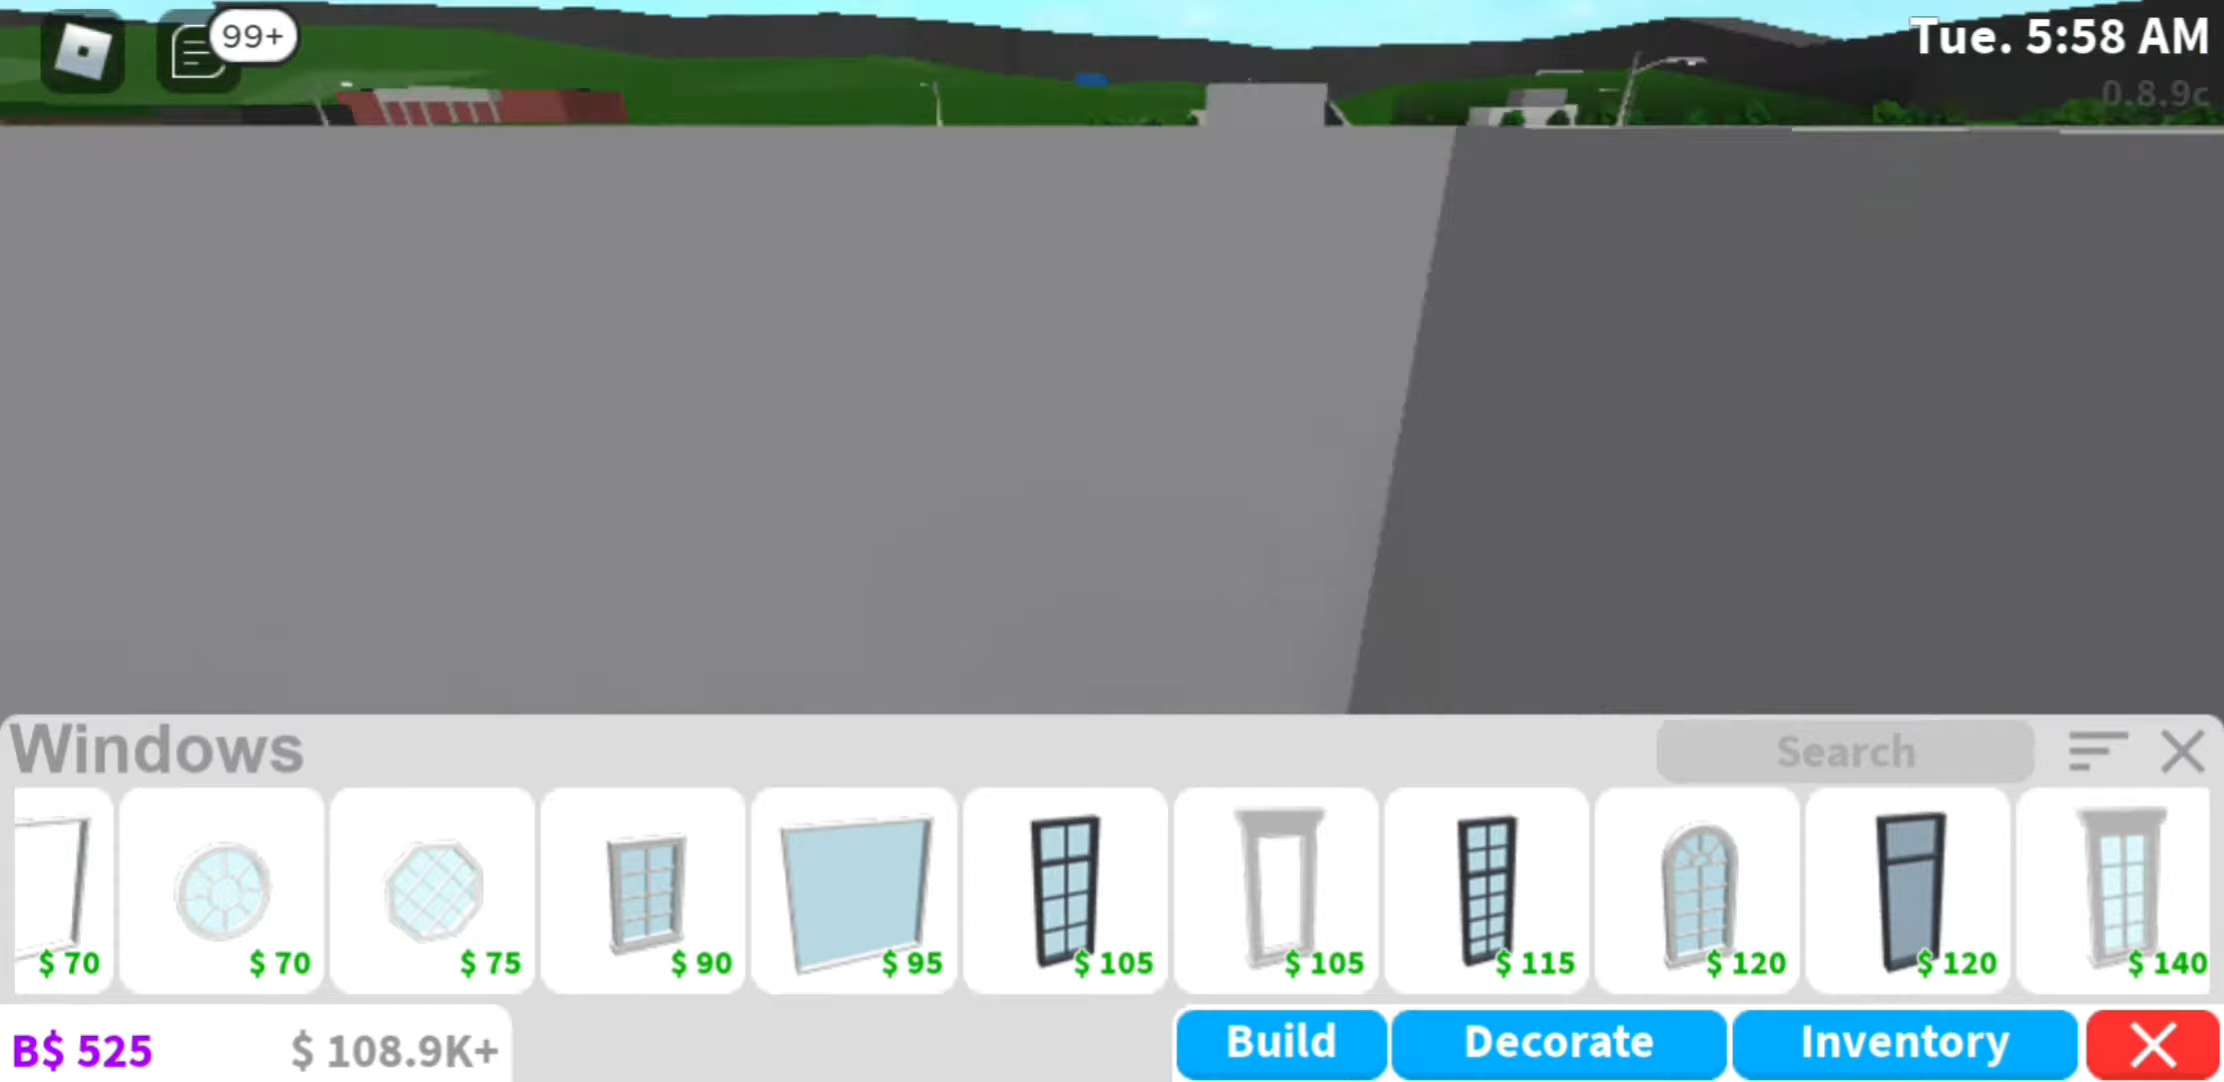 99+
Tue. 5:58 AM
0.8.9c
Windows
Search
$ 70
$ 70
$ 75
$ 90
$ 95
$ 105
$ 105
$ 115
$ 120
$ 120
$ 140
B$ 525
$ 108.9K+
Build
Decorate
Inventory